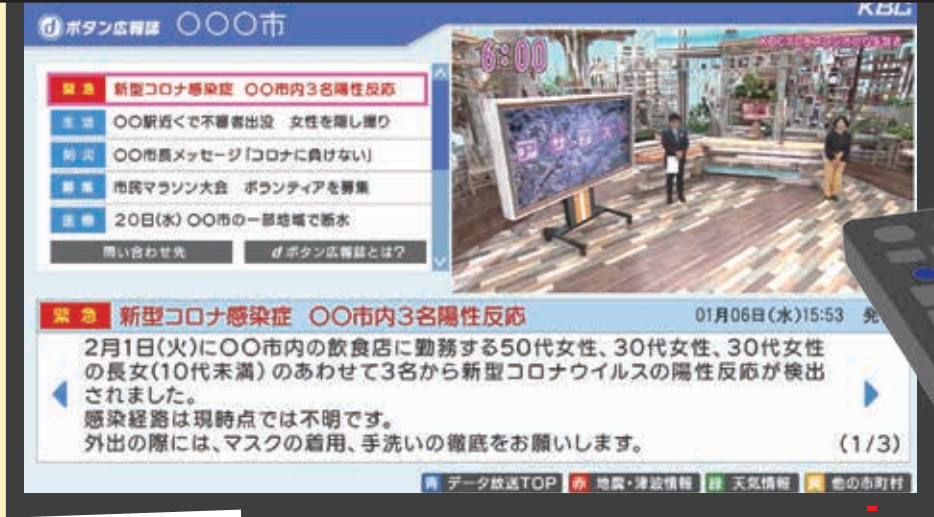 dボタン広報誌 〇〇〇市
KBC
6:00
緊急 新型コロナ感染症 〇〇市内3名陽性反応
生活 〇〇駅近くで不審者出没 女性を隠し撮り
防災 〇〇市長メッセージ「コロナに負けない」
募集 市民マラソン大会 ボランティアを募集
医療 20日(水)〇〇市の一部地域で断水
問い合わせ先
dボタン広報誌とは?
緊急 新型コロナ感染症 〇〇市内3名陽性反応 01月06日(水)15:53 発
2月1日(火)に〇〇市内の飲食店に勤務する50代女性、30代女性、30代女性
の長女(10代未満)のあわせて3名から新型コロナウイルスの陽性反応が検出
されました。
感染経路は現時点では不明です。
外出の際には、マスクの着用、手洗いの徹底をお願いします。 (1/3)
青 データ放送TOP 赤 地震・津波情報 緑 天気情報 黄 他の市町村